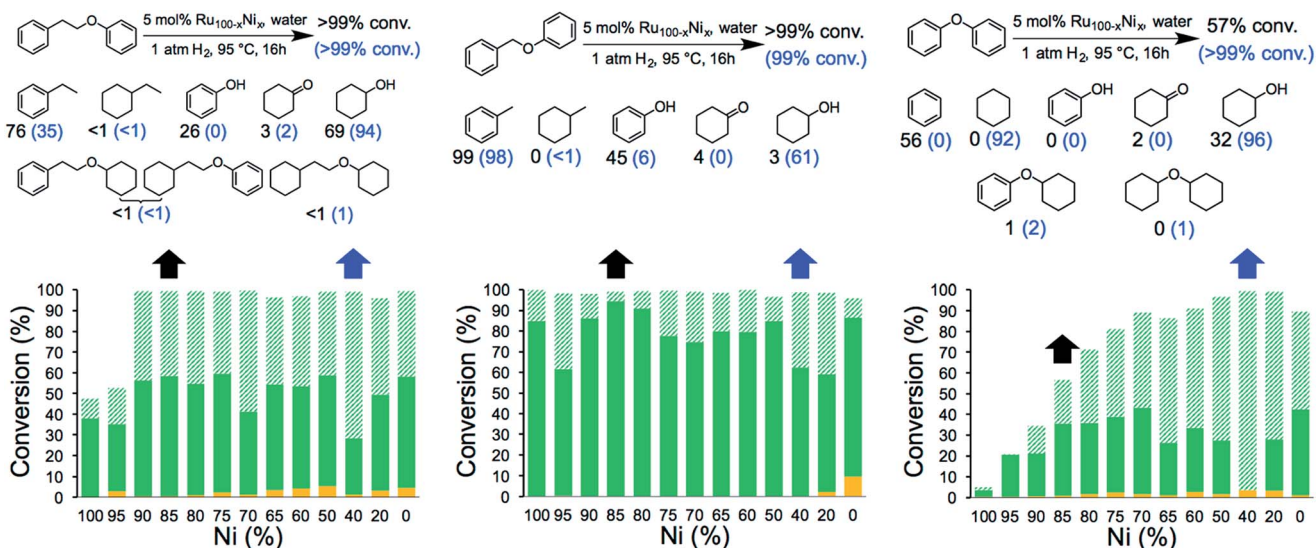 5 mol% Ru100-xNix, water
1 atm H2, 95 °C, 16h
>99% conv.
(>99% conv.)
O
OH
O
OH
76 (35)
<1 (<1)
26 (0)
3 (2)
69 (94)
O
O
O
<1 (<1)
<1 (1)
Conversion (%)
100
90
80
70
60
50
40
30
20
10
0
100 95 90 85 80 75 70 65 60 50 40 20 0
Ni (%)
5 mol% Ru100-xNix, water
1 atm H2, 95 °C, 16h
>99% conv.
(99% conv.)
O
OH
O
OH
99 (98)
0 (<1)
45 (6)
4 (0)
3 (61)
Conversion (%)
100
90
80
70
60
50
40
30
20
10
0
100 95 90 85 80 75 70 65 60 50 40 20 0
Ni (%)
O
5 mol% Ru100-xNix, water
1 atm H2, 95 °C, 16h
57% conv.
(>99% conv.)
OH
O
OH
56 (0)
0 (92)
0 (0)
2 (0)
32 (96)
O
O
1 (2)
0 (1)
Conversion (%)
100
90
80
70
60
50
40
30
20
10
0
100 95 90 85 80 75 70 65 60 50 40 20 0
Ni (%)